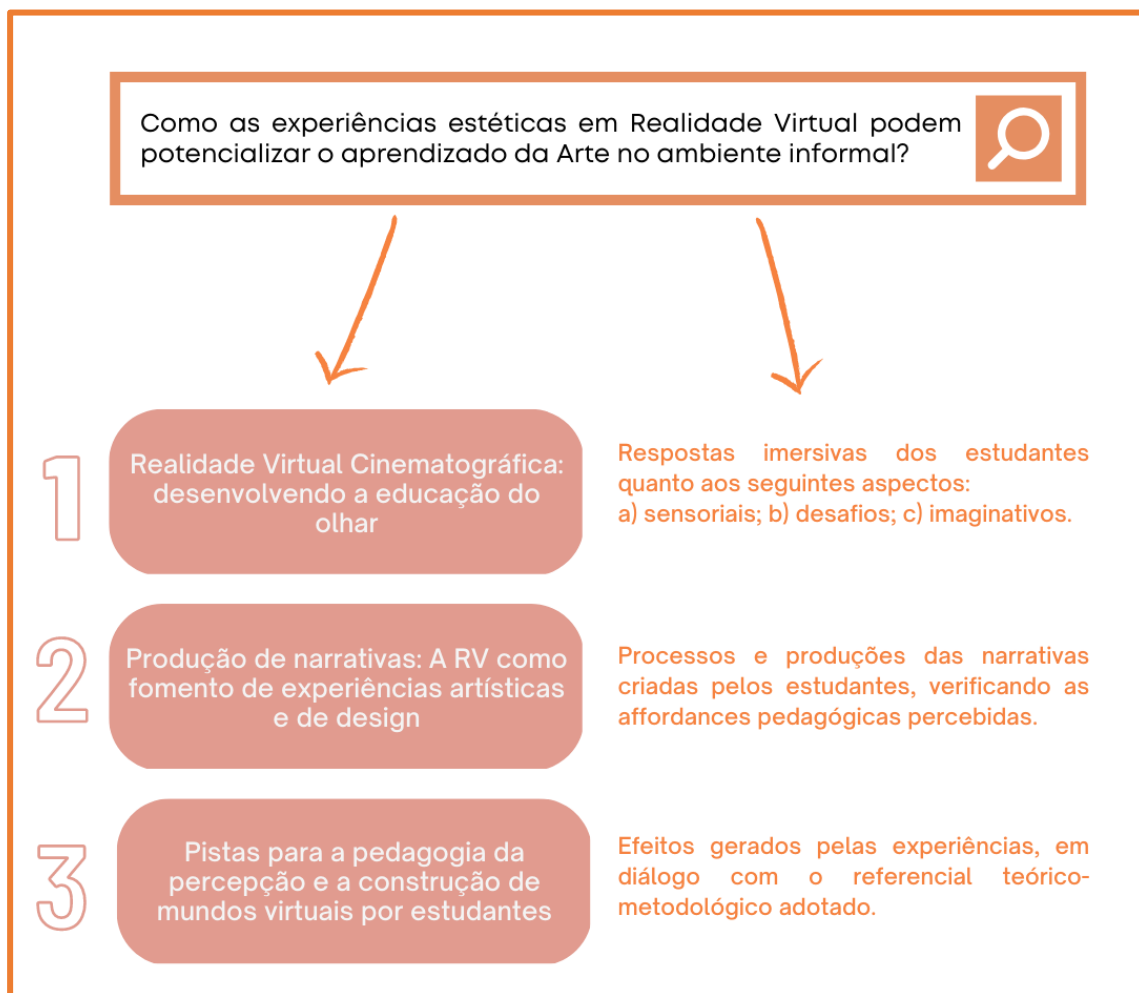 Como as experiências estéticas em Realidade Virtual podem
potencializar o aprendizado da Arte no ambiente informal?
1
Realidade Virtual Cinematográfica:
desenvolvendo a educação do
olhar
Respostas imersivas dos estudantes
quanto aos seguintes aspectos:
a) sensoriais; b) desafios; c) imaginativos.
2
Produção de narrativas: A RV como
fomento de experiências artísticas
e de design
Processos e produções das narrativas
criadas pelos estudantes, verificando as
affordances pedagógicas percebidas.
3
Pistas para a pedagogia da
percepção e a construção de
mundos virtuais por estudantes
Efeitos gerados pelas experiências, em
diálogo com o referencial teórico-
metodológico adotado.